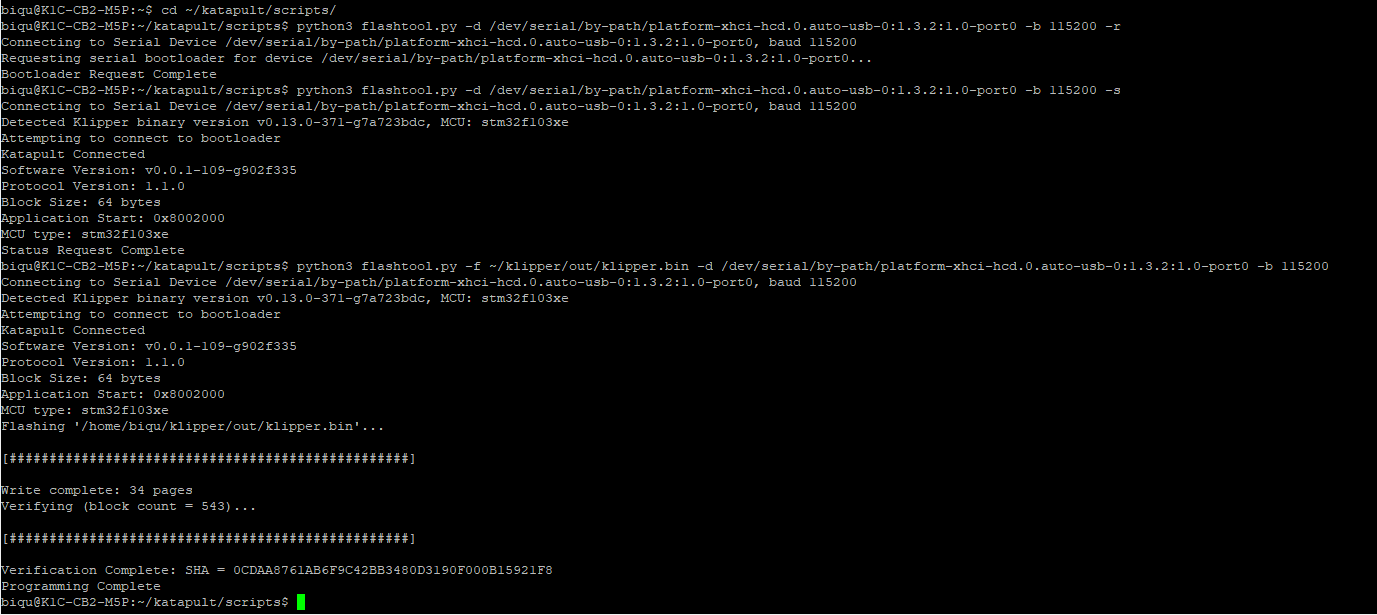 biqu@K1C-CB2-M5P:~$ cd ~/katapult/scripts/
biqu@K1C-CB2-M5P:~/katapult/scripts$ python3 flashtool.py -d /dev/serial/by-path/platform-xhci-hcd.0.auto-usb-0:1.3.2:1.0-port0 -b 115200 -r
Connecting to Serial Device /dev/serial/by-path/platform-xhci-hcd.0.auto-usb-0:1.3.2:1.0-port0, baud 115200
Requesting serial bootloader for device /dev/serial/by-path/platform-xhci-hcd.0.auto-usb-0:1.3.2:1.0-port0...
Bootloader Request Complete
biqu@K1C-CB2-M5P:~/katapult/scripts$ python3 flashtool.py -d /dev/serial/by-path/platform-xhci-hcd.0.auto-usb-0:1.3.2:1.0-port0 -b 115200 -s
Connecting to Serial Device /dev/serial/by-path/platform-xhci-hcd.0.auto-usb-0:1.3.2:1.0-port0, baud 115200
Detected Klipper binary version v0.13.0-371-g7a723bdc, MCU: stm32f103xe
Attempting to connect to bootloader
Katapult Connected
Software Version: v0.0.1-109-g902f335
Protocol Version: 1.1.0
Block Size: 64 bytes
Application Start: 0x8002000
MCU type: stm32f103xe
Status Request Complete
biqu@K1C-CB2-M5P:~/katapult/scripts$ python3 flashtool.py -f ~/klipper/out/klipper.bin -d /dev/serial/by-path/platform-xhci-hcd.0.auto-usb-0:1.3.2:1.0-port0 -b 115200
Connecting to Serial Device /dev/serial/by-path/platform-xhci-hcd.0.auto-usb-0:1.3.2:1.0-port0, baud 115200
Detected Klipper binary version v0.13.0-371-g7a723bdc, MCU: stm32f103xe
Attempting to connect to bootloader
Katapult Connected
Software Version: v0.0.1-109-g902f335
Protocol Version: 1.1.0
Block Size: 64 bytes
Application Start: 0x8002000
MCU type: stm32f103xe
Flashing '/home/biqu/klipper/out/klipper.bin'...
[##################################################]
Write complete: 34 pages
Verifying (block count = 543)...
[##################################################]
Verification Complete: SHA = 0CDAA8761AB6F9C42BB3480D3190F000B15921F8
Programming Complete
biqu@K1C-CB2-M5P:~/katapult/scripts$